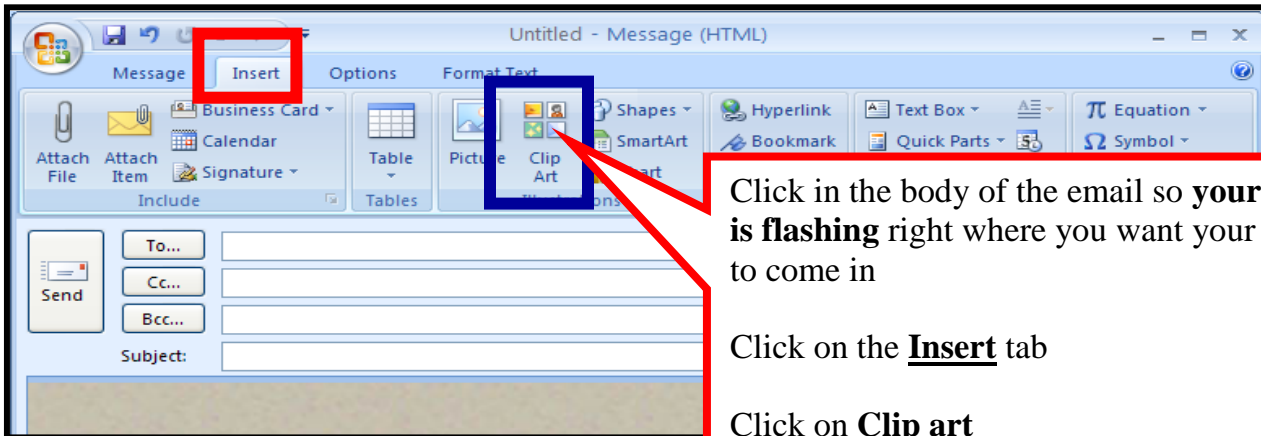 Untitled - Message (HTML)
Message Insert Options Format Text
Business Card Shapes Hyperlink Text Box Equation
Calendar SmartArt Bookmark Quick Parts Symbol
Attach File Attach Item Signature Table Picture Clip Art
Include Tables
Click in the body of the email so your
is flashing right where you want your
to come in
Click on the Insert tab
Click on Clip art
To...
Cc...
Send
Bcc...
Subject: